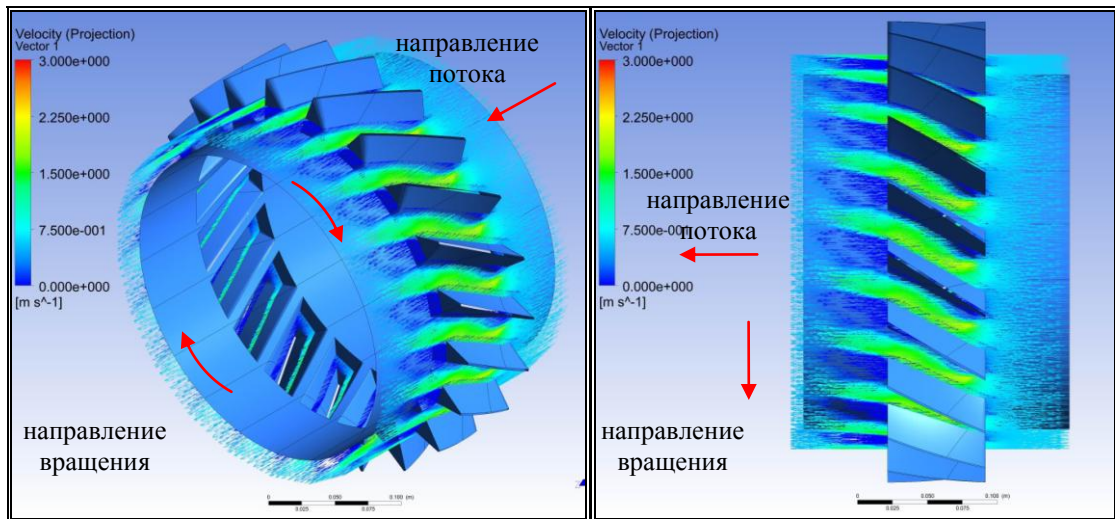 Velocity (Projection)
Vector 1
3.000e+000
2.250e+000
1.500e+000
7.500e-001
0.000e+000
[m s^-1]
направление
потока
направление
вращения
0
0.050
0.100 (m)
0.025
0.075
Velocity (Projection)
Vector 1
3.000e+000
2.250e+000
1.500e+000
7.500e-001
0.000e+000
[m s^-1]
направление
потока
направление
вращения
0
0.050
0.100 (m)
0.025
0.075